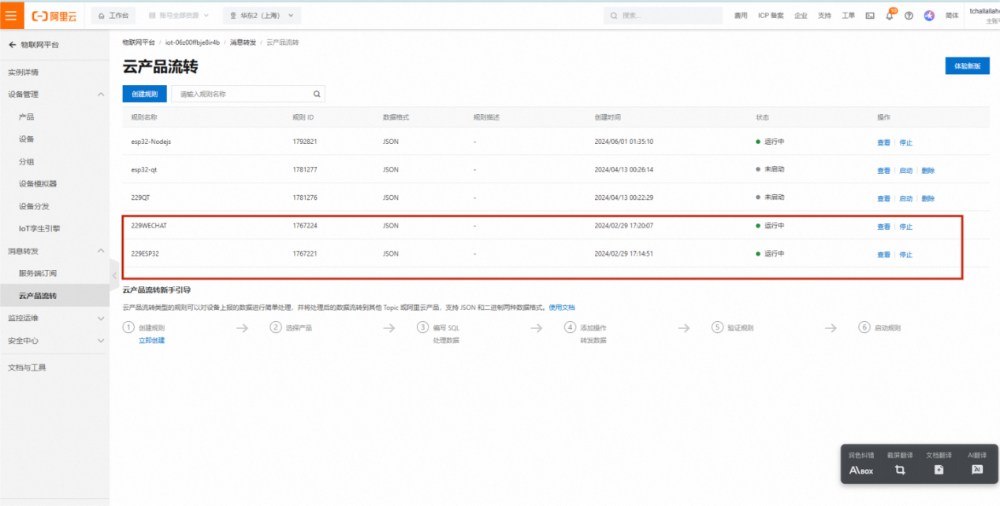 阿里云 工作台 账号全部资源 华东2（上海） 搜索... 费用 ICP 备案 企业 支持 工单 10 简体 tchallallah
主账号
物联网平台
物联网平台 / iot-06z00ffbje8ir4b / 消息转发 / 云产品流转
云产品流转
体验新版
实例详情
设备管理
产品
设备
分组
设备模拟器
设备分发
IoT孪生引擎
消息转发
服务端订阅
云产品流转
监控运维
安全中心
文档与工具
创建规则 请输入规则名称
规则名称 规则 ID 数据格式 规则描述 创建时间 状态 操作
esp32-Nodejs 1792821 JSON - 2024/06/01 01:35:10 运行中 查看 停止
esp32-qt 1781277 JSON - 2024/04/13 00:26:14 未启动 查看 启动 删除
229QT 1781276 JSON - 2024/04/13 00:22:29 未启动 查看 启动 删除
229WECHAT 1767224 JSON - 2024/02/29 17:20:07 运行中 查看 停止
229ESP32 1767221 JSON - 2024/02/29 17:14:51 运行中 查看 停止
云产品流转新手引导
云产品流转类型的规则可以对设备上报的数据进行简单处理，并将处理后的数据流转到其他 Topic 或阿里云产品，支持 JSON 和二进制两种数据格式。使用文档
1 创建规则 2 选择产品 3 编写 SQL 4 添加操作 5 验证规则 6 启动规则
立即创建 处理数据 转发数据
润色纠错 截屏翻译 文档翻译 AI翻译
AI\BOX